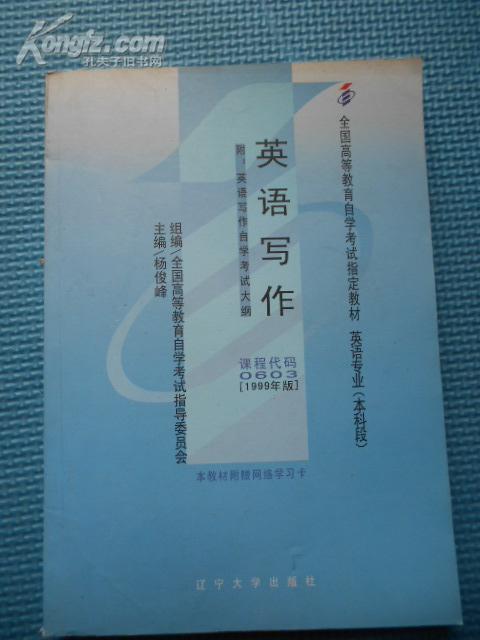 Kongfz.com
孔夫子旧书网
全国高等教育自学考试指定教材 英语专业(本科段)
英语写作
附:英语写作自学考试大纲
课程代码
0603
[1999年版]
组编/全国高等教育自学考试指导委员会
主编/杨俊峰
本教材附赠网络学习卡
辽宁大学出版社